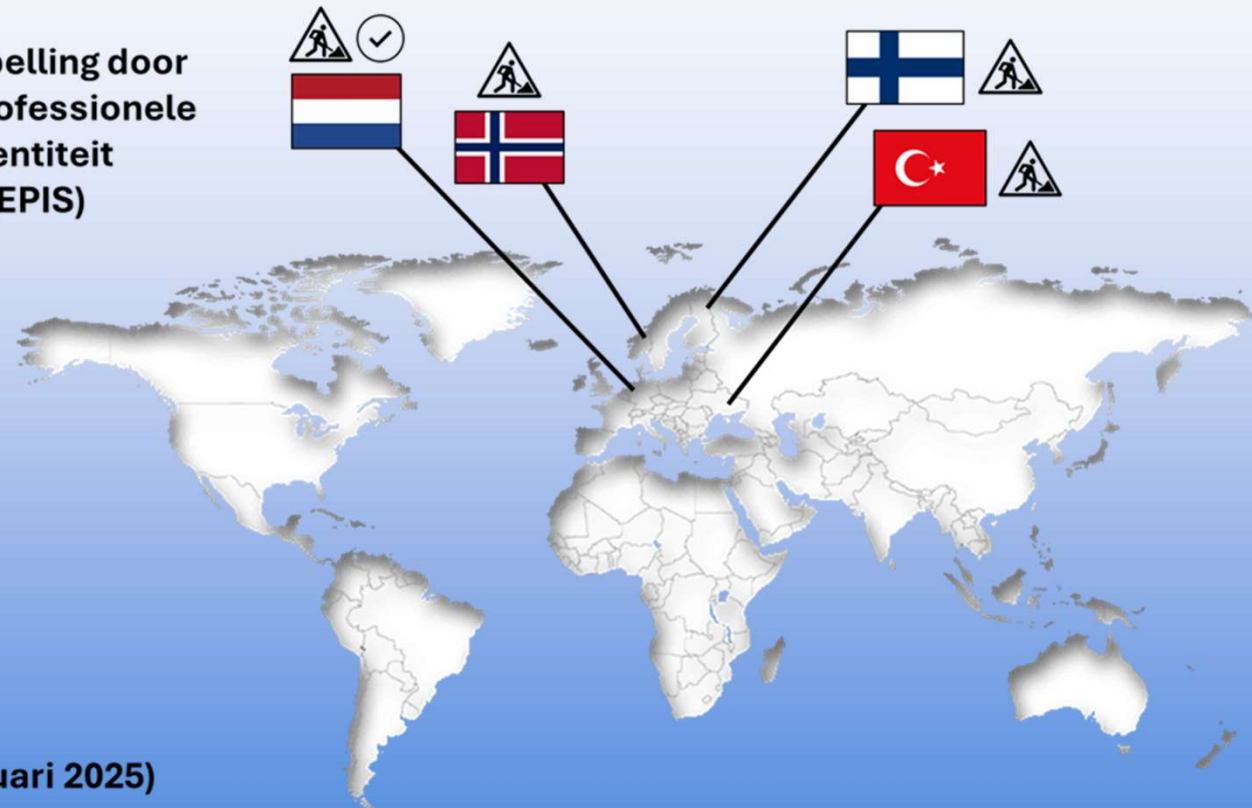 pelling door
ofessionele
entiteit
EPIS)
uari 2025)